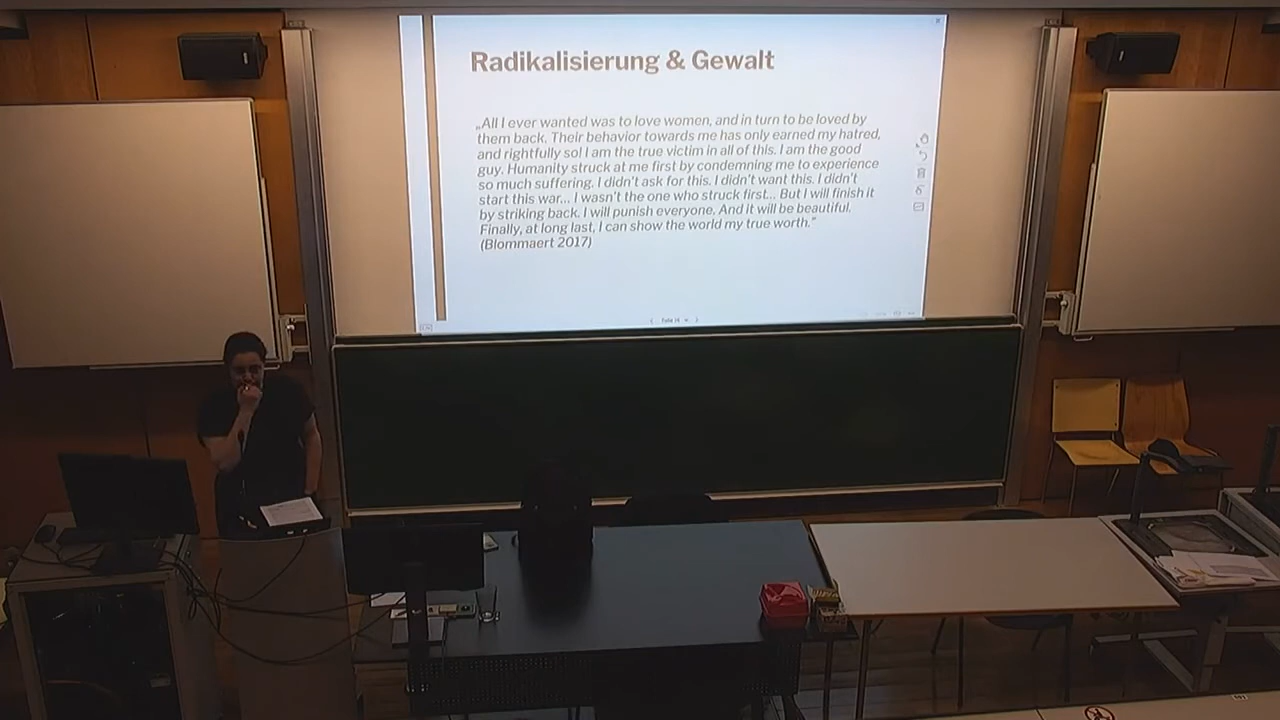 Radikalisierung & Gewalt
„All I ever wanted was to love women, and in turn to be loved by
them back. Their behavior towards me has only earned my hatred,
and rightfully so! I am the true victim in all of this. I am the good
guy. Humanity struck at me first by condemning me to experience
so much suffering. I didn't ask for this. I didn't want this. I didn't
start this war... I wasn't the one who struck first... But I will finish it
by striking back. I will punish everyone. And it will be beautiful.
Finally, at long last, I can show the world my true worth."
(Blommaert 2017)